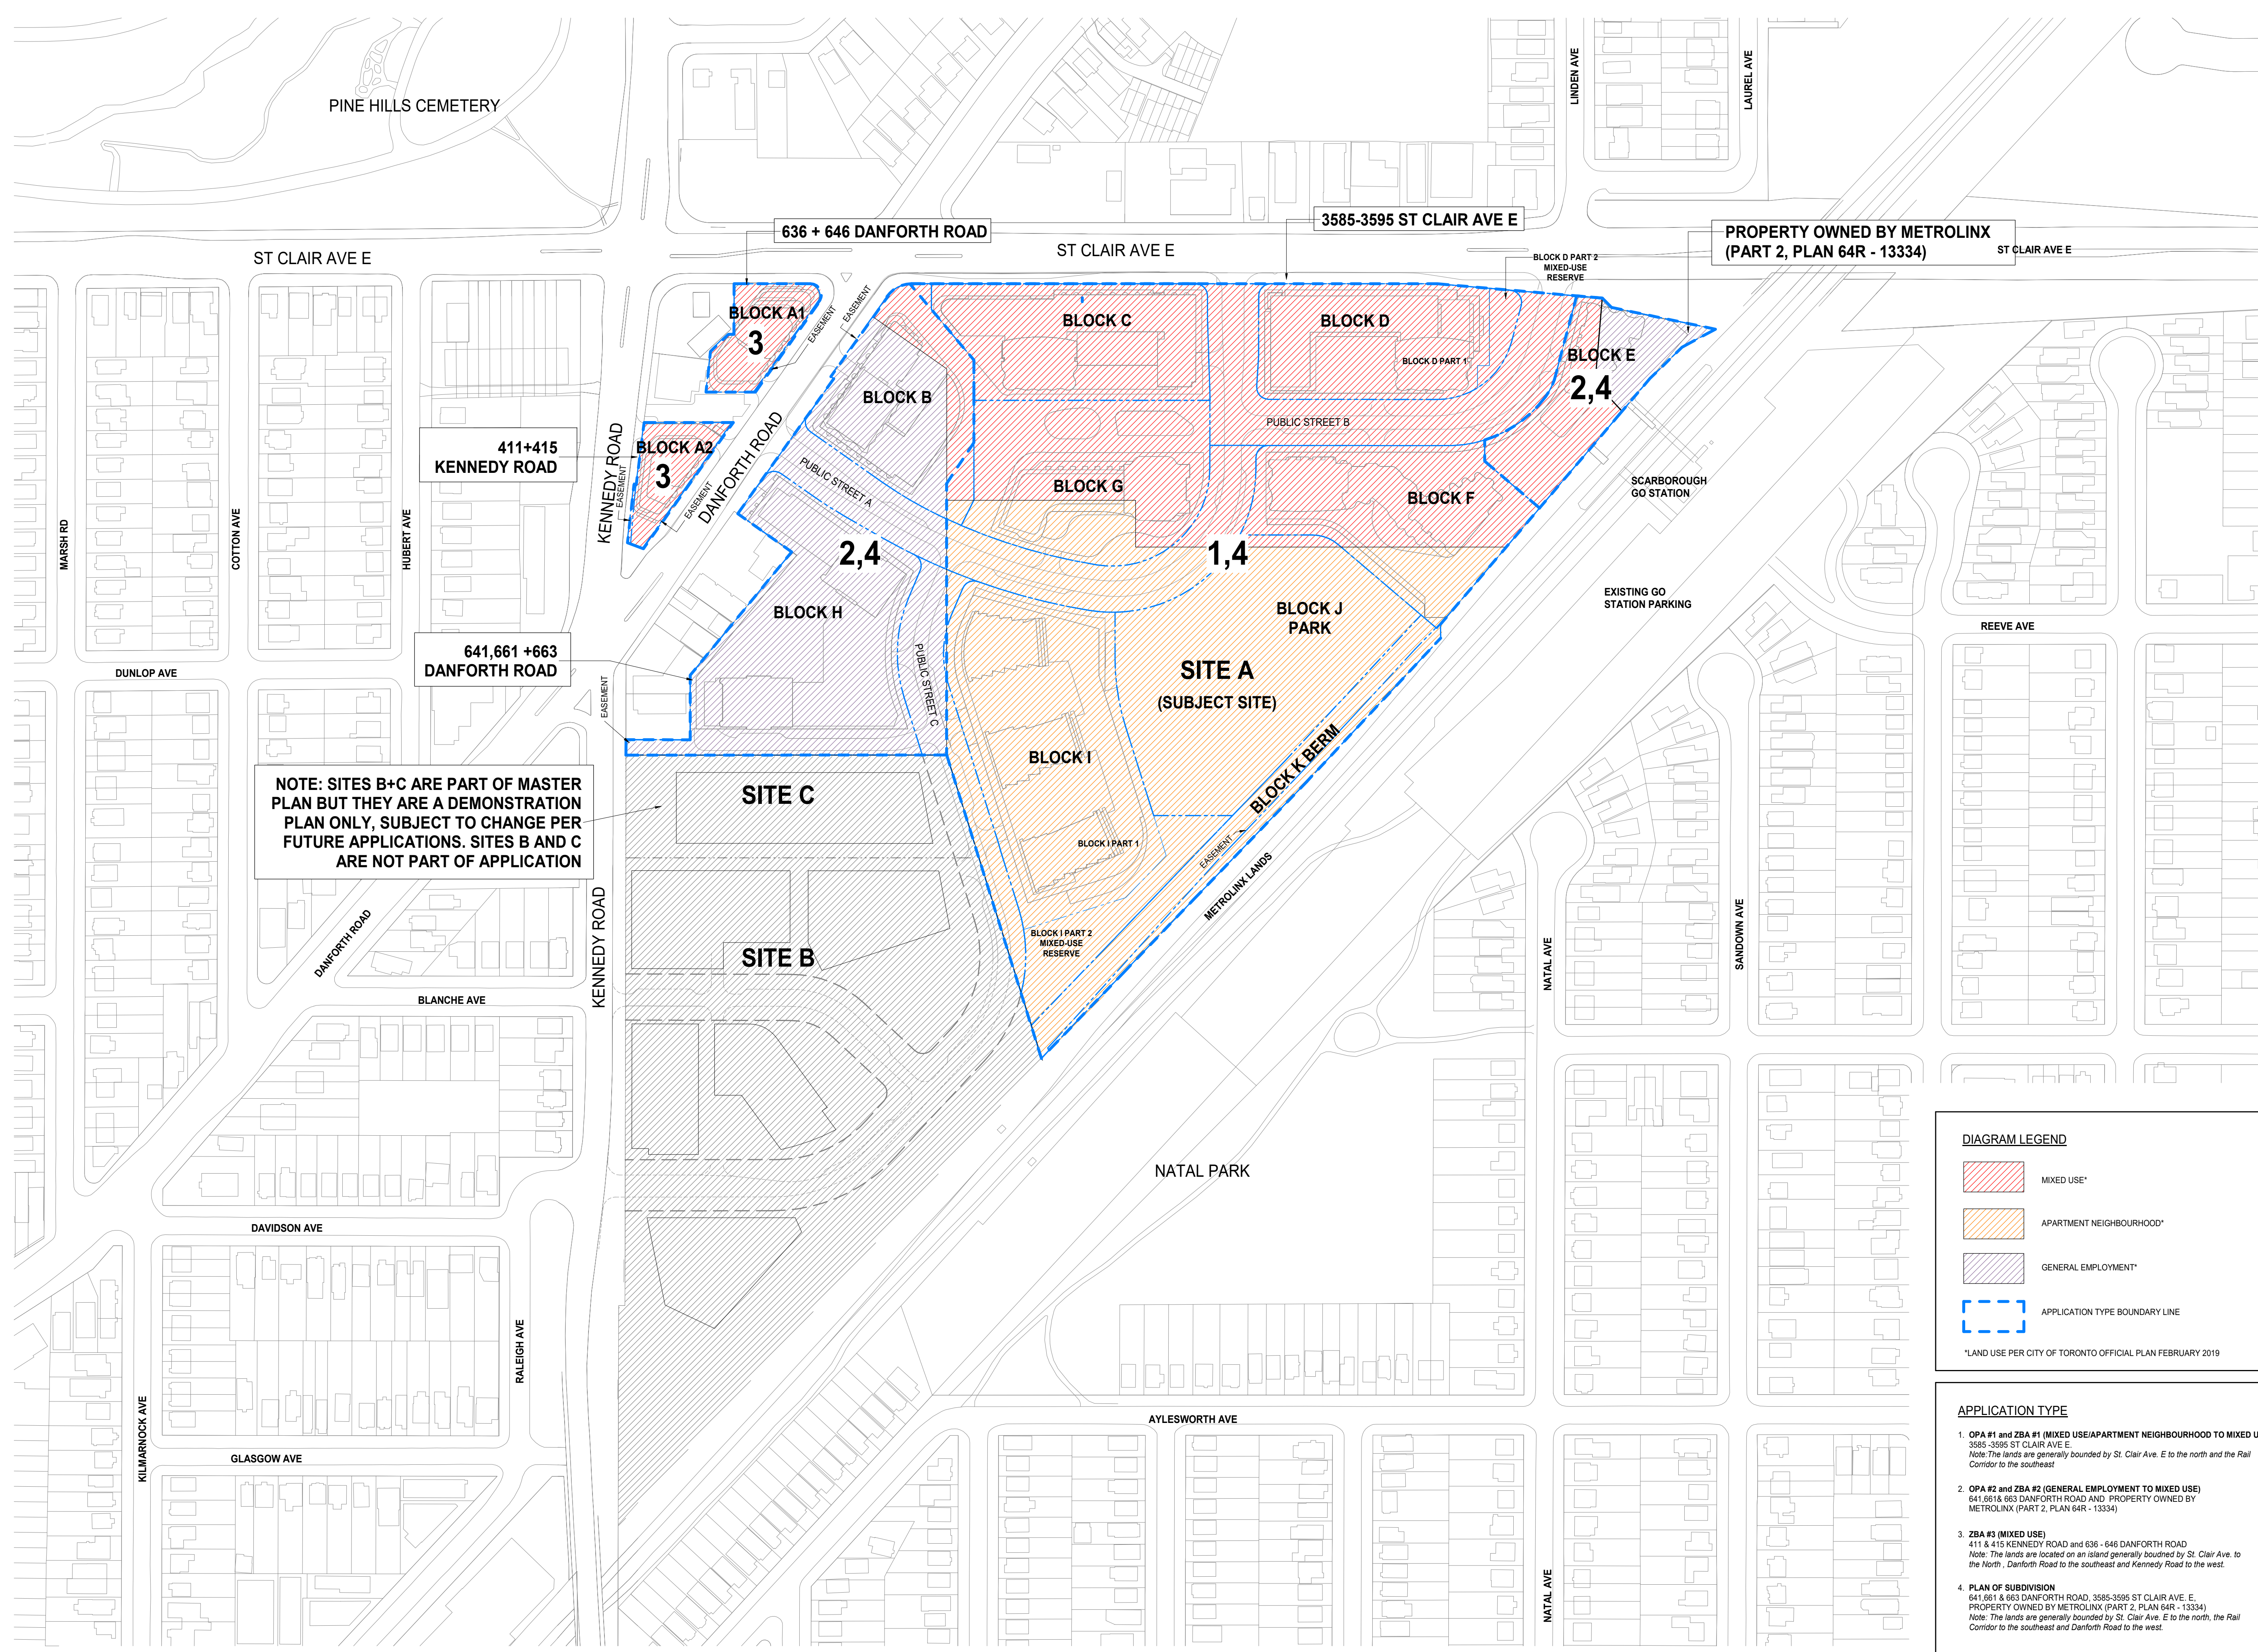 PINE HILLS CEMETERY
LINDEN AVE
LAUREL AVE
636 + 646 DANFORTH ROAD
3585-3595 ST CLAIR AVE E
PROPERTY OWNED BY METROLINX
(PART 2, PLAN 64R - 13334)
ST CLAIR AVE E
ST CLAIR AVE E
ST CLAIR AVE E
BLOCK D PART 2
MIXED-USE
RESERVE
EASEMENT
EASEMENT
BLOCK A1
3
BLOCK C
BLOCK D
BLOCK D PART 1
BLOCK E
2,4
BLOCK B
PUBLIC STREET B
411+415
KENNEDY ROAD
KENNEDY ROAD
EASEMENT
BLOCK A2
3
EASEMENT
DANFORTH ROAD
PUBLIC STREET A
BLOCK G
BLOCK F
SCARBOROUGH
GO STATION
MARSH RD
COTTON AVE
HUBERT AVE
2,4
1,4
BLOCK H
BLOCK J
PARK
EXISTING GO
STATION PARKING
REEVE AVE
641,661 +663
DANFORTH ROAD
DUNLOP AVE
EASEMENT
PUBLIC STREET C
SITE A
(SUBJECT SITE)
BLOCK I
BLOCK K BERM
NOTE: SITES B+C ARE PART OF MASTER
PLAN BUT THEY ARE A DEMONSTRATION
PLAN ONLY, SUBJECT TO CHANGE PER
FUTURE APPLICATIONS. SITES B AND C
ARE NOT PART OF APPLICATION
SITE C
BLOCK I PART 1
EASEMENT
METROLINX LANDS
DANFORTH ROAD
KENNEDY ROAD
SITE B
BLOCK I PART 2
MIXED-USE
RESERVE
NATAL AVE
SANDOWN AVE
BLANCHE AVE
NATAL PARK
DAVIDSON AVE
RALEIGH AVE
KILMARNOCK AVE
GLASGOW AVE
AYLESWORTH AVE
NATAL AVE
DIAGRAM LEGEND
MIXED USE*
APARTMENT NEIGHBOURHOOD*
GENERAL EMPLOYMENT*
APPLICATION TYPE BOUNDARY LINE
*LAND USE PER CITY OF TORONTO OFFICIAL PLAN FEBRUARY 2019
APPLICATION TYPE
1. OPA #1 and ZBA #1 (MIXED USE/APARTMENT NEIGHBOURHOOD TO MIXED U
3585 -3595 ST CLAIR AVE E.
Note:The lands are generally bounded by St. Clair Ave. E to the north and the Rail
Corridor to the southeast
2. OPA #2 and ZBA #2 (GENERAL EMPLOYMENT TO MIXED USE)
641,661& 663 DANFORTH ROAD AND PROPERTY OWNED BY
METROLINX (PART 2, PLAN 64R - 13334)
3. ZBA #3 (MIXED USE)
411 & 415 KENNEDY ROAD and 636 - 646 DANFORTH ROAD
Note: The lands are located on an island generally boudned by St. Clair Ave. to
the North , Danforth Road to the southeast and Kennedy Road to the west.
4. PLAN OF SUBDIVISION
641,661 & 663 DANFORTH ROAD, 3585-3595 ST CLAIR AVE. E,
PROPERTY OWNED BY METROLINX (PART 2, PLAN 64R - 13334)
Note: The lands are generally bounded by St. Clair Ave. E to the north, the Rail
Corridor to the southeast and Danforth Road to the west.